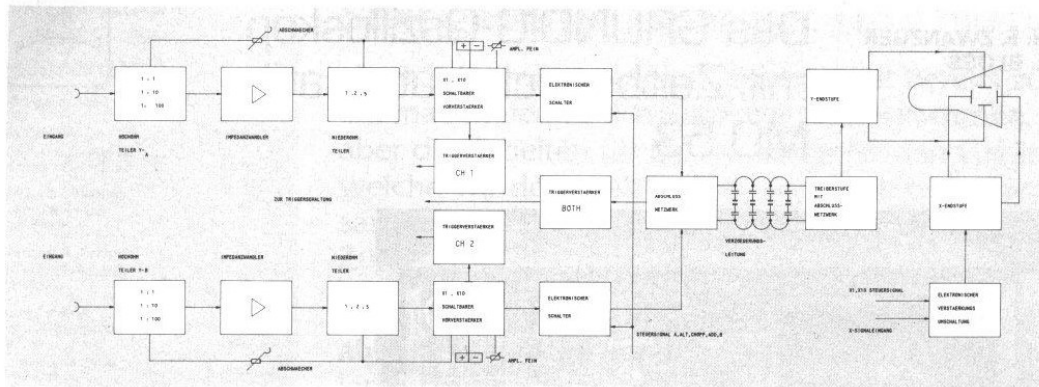 ABSCHWAECHER
+ -
AMPL. FEIN
1 : 1
1 : 10
1 : 100
1,2,5
X1, X10
SCHALTBARER
VORVERSTAERKER
ELEKTRONISCHER
SCHALTER
Y-ENDSTUFE
EINGANG
HOCHOHM
TEILER Y-A
IMPEDANZWANDLER
NIEDEROHM
TEILER
TRIGGERVERSTAERKER
CH 1
ZUR TRIGGERSCHALTUNG
TRIGGERVERSTAERKER
BOTH
ABSCHLUSS
NETZWERK
VERZOEGERUNGS-
LEITUNG
TREIBERSTUFE
MIT
ABSCHLUSS-
NETZWERK
X-ENDSTUFE
TRIGGERVERSTAERKER
CH 2
EINGANG
HOCHOHM
TEILER Y-B
IMPEDANZWANDLER
NIEDEROHM
TEILER
1 : 1
1 : 10
1 : 100
1,2,5
X1, X10
SCHALTBARER
VORVERSTAERKER
ELEKTRONISCHER
SCHALTER
X1,X10 STEUERSIGNAL
X-SIGNALEINGANG
ELEKTRONISCHER
VERSTAERKUNGS
UMSCHALTUNG
STEUERSIGNAL A,ALT,CHOPP,ADD,B
+ -
AMPL. FEIN
ABSCHWAECHER